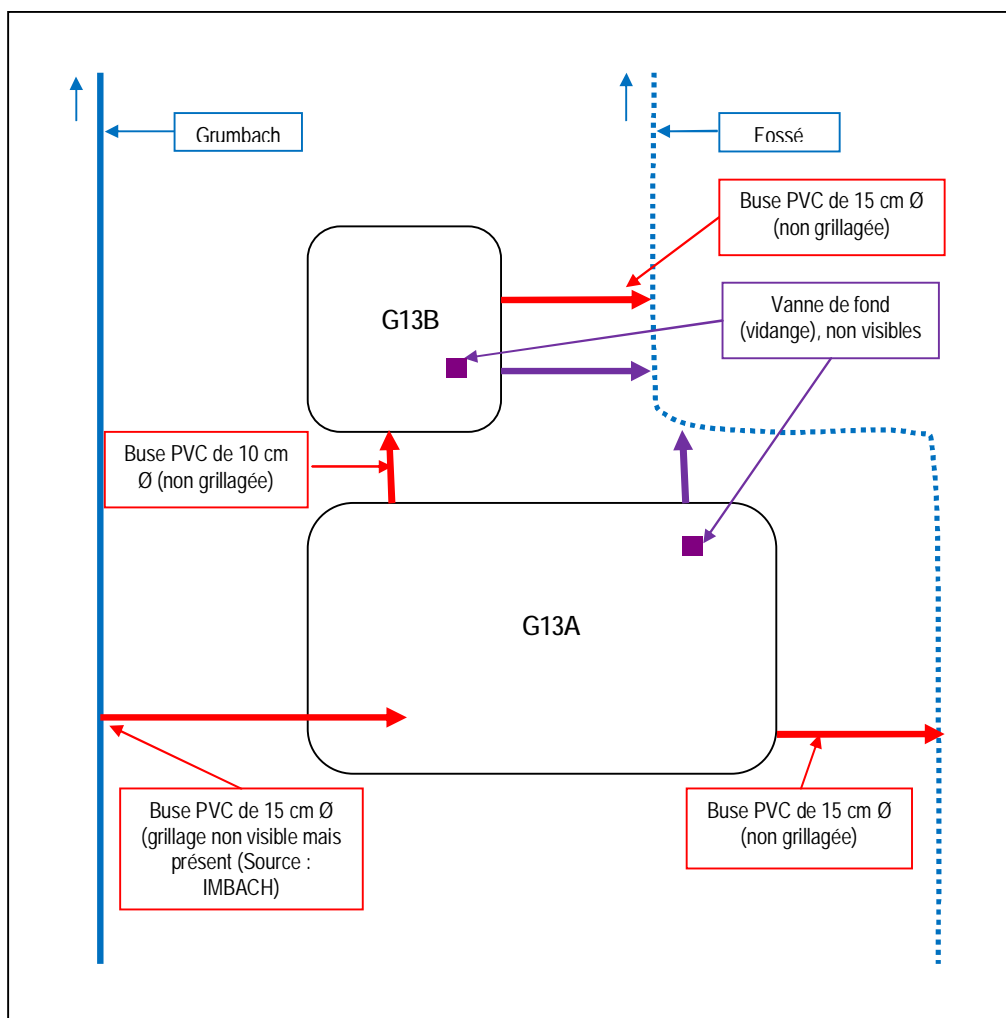 Grumbach
Fossé
Buse PVC de 15 cm Ø
(non grillagée)
Vanne de fond
(vidange), non visibles
G13B
Buse PVC de 10 cm
Ø (non grillagée)
G13A
Buse PVC de 15 cm Ø
(grillage non visible mais
présent (Source :
IMBACH)
Buse PVC de 15 cm Ø
(non grillagée)